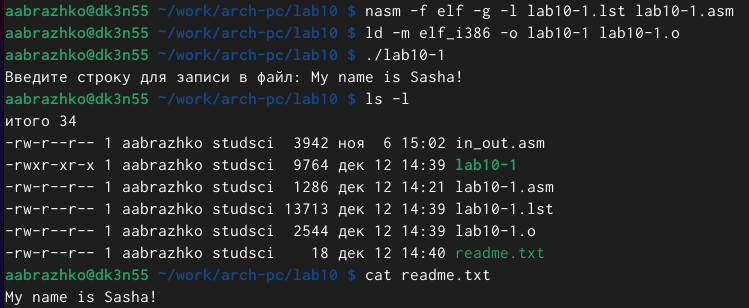 aabrazhko@dk3n55 ~/work/arch-pc/lab10 $ nasm -f elf -g -l lab10-1.lst lab10-1.asm
aabrazhko@dk3n55 ~/work/arch-pc/lab10 $ ld -m elf_i386 -o lab10-1 lab10-1.o
aabrazhko@dk3n55 ~/work/arch-pc/lab10 $ ./lab10-1
Введите строку для записи в файл: My name is Sasha!
aabrazhko@dk3n55 ~/work/arch-pc/lab10 $ ls -l
итого 34
-rw-r--r-- 1 aabrazhko studsci  3942 ноя  6 15:02 in_out.asm
-rwxr-xr-x 1 aabrazhko studsci  9764 дек 12 14:39 lab10-1
-rw-r--r-- 1 aabrazhko studsci  1286 дек 12 14:21 lab10-1.asm
-rw-r--r-- 1 aabrazhko studsci 13713 дек 12 14:39 lab10-1.lst
-rw-r--r-- 1 aabrazhko studsci  2544 дек 12 14:39 lab10-1.o
-rw-r--r-- 1 aabrazhko studsci    18 дек 12 14:40 readme.txt
aabrazhko@dk3n55 ~/work/arch-pc/lab10 $ cat readme.txt
My name is Sasha!